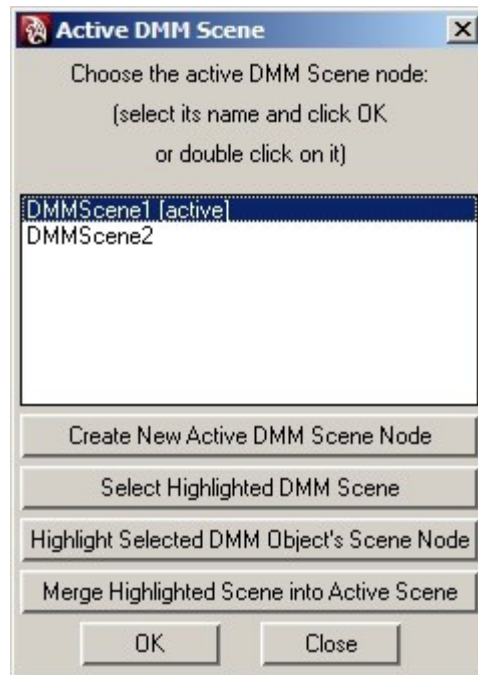 Active DMM Scene
Choose the active DMM Scene node:
(select its name and click OK
or double click on it)
DMMScene1 [active]
DMMScene2
Create New Active DMM Scene Node
Select Highlighted DMM Scene
Highlight Selected DMM Object's Scene Node
Merge Highlighted Scene into Active Scene
OK Close